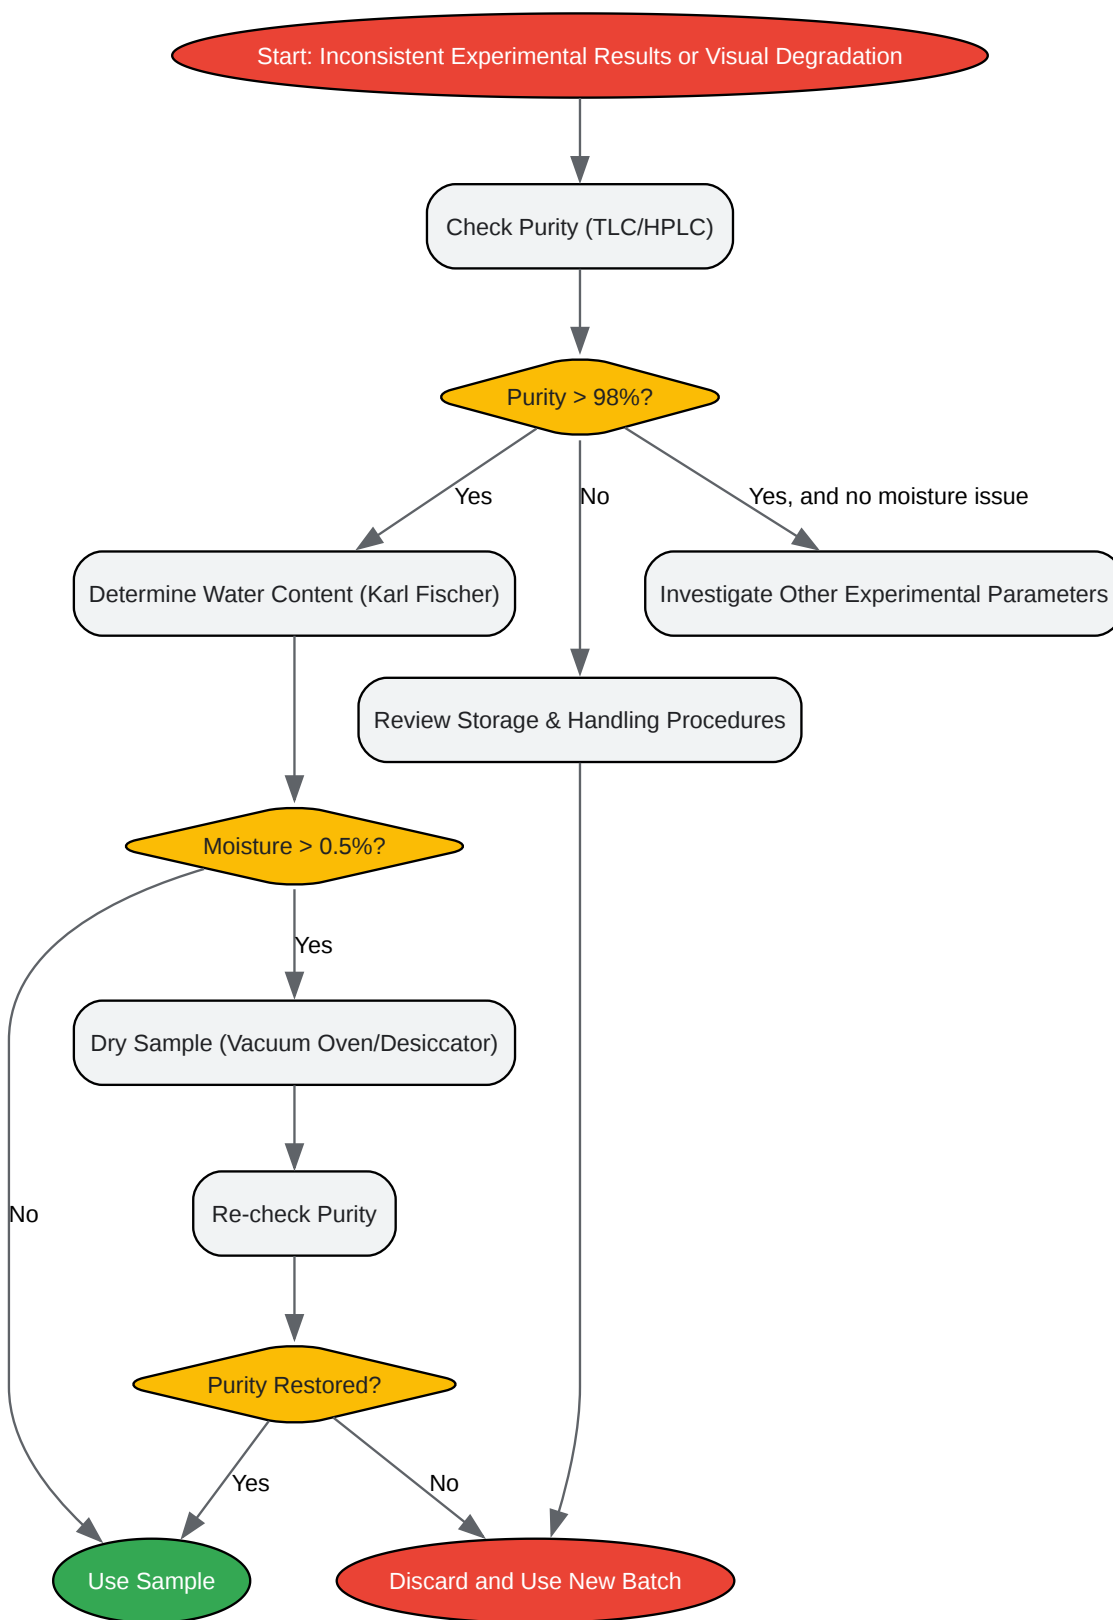 Start: Inconsistent Experimental Results or Visual Degradation
Check Purity (TLC/HPLC)
Purity > 98%?
Yes
No
Yes, and no moisture issue
Determine Water Content (Karl Fischer)
Investigate Other Experimental Parameters
Review Storage & Handling Procedures
Moisture > 0.5%?
Yes
Dry Sample (Vacuum Oven/Desiccator)
No
Re-check Purity
Purity Restored?
Yes
No
Use Sample
Discard and Use New Batch